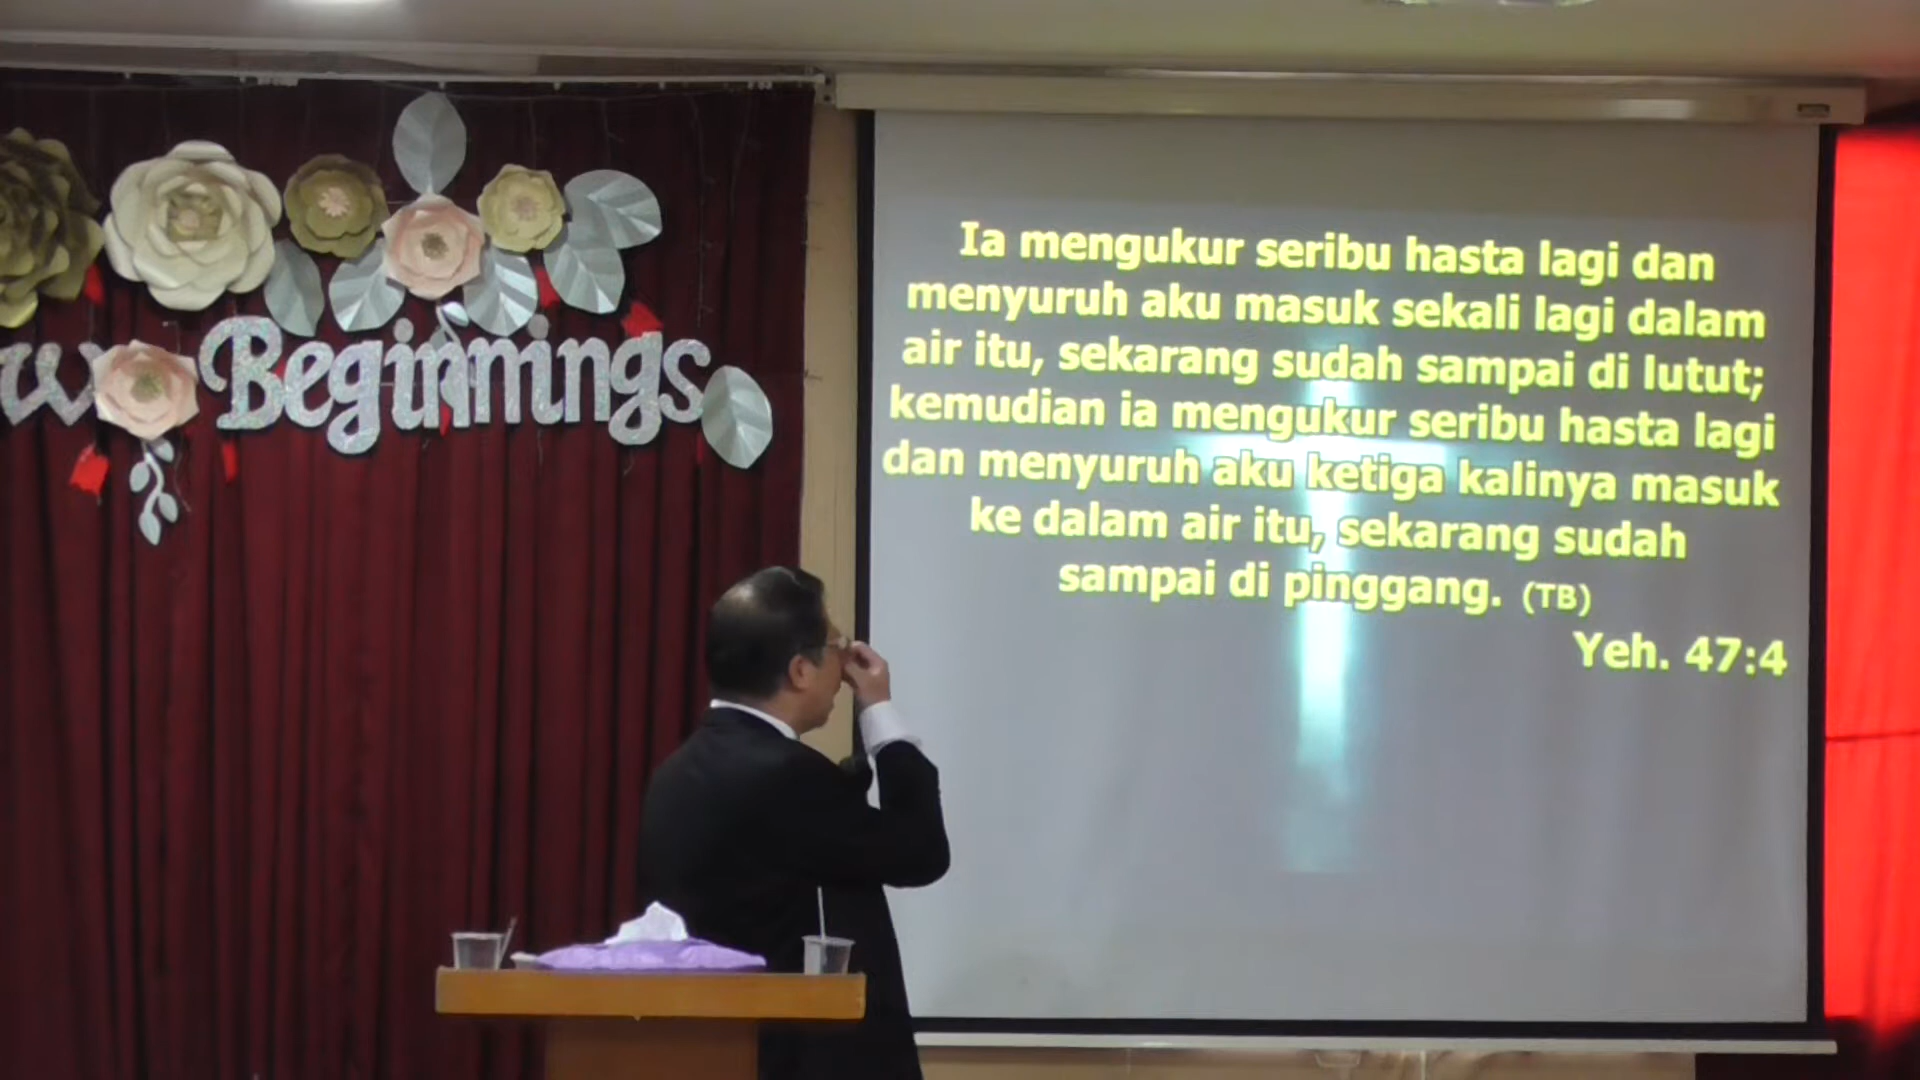 Beginnings
Ia mengukur seribu hasta lagi dan
menyuruh aku masuk sekali lagi dalam
air itu, sekarang sudah sampai di lutut;
kemudian ia mengukur seribu hasta lagi
dan menyuruh aku ketiga kalinya masuk
ke dalam air itu, sekarang sudah
sampai di pinggang. (TB)
Yeh. 47:4